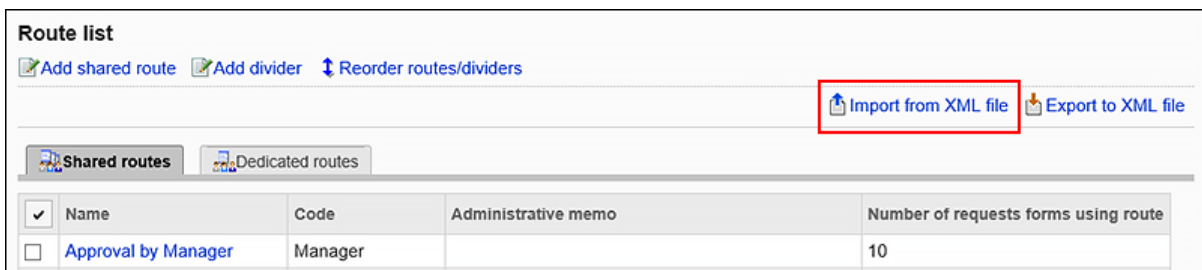 Route list
Add shared route Add divider Reorder routes/dividers
Import from XML file Export to XML file
Shared routes Dedicated routes
Name Code Administrative memo Number of requests forms using route
Approval by Manager Manager 10